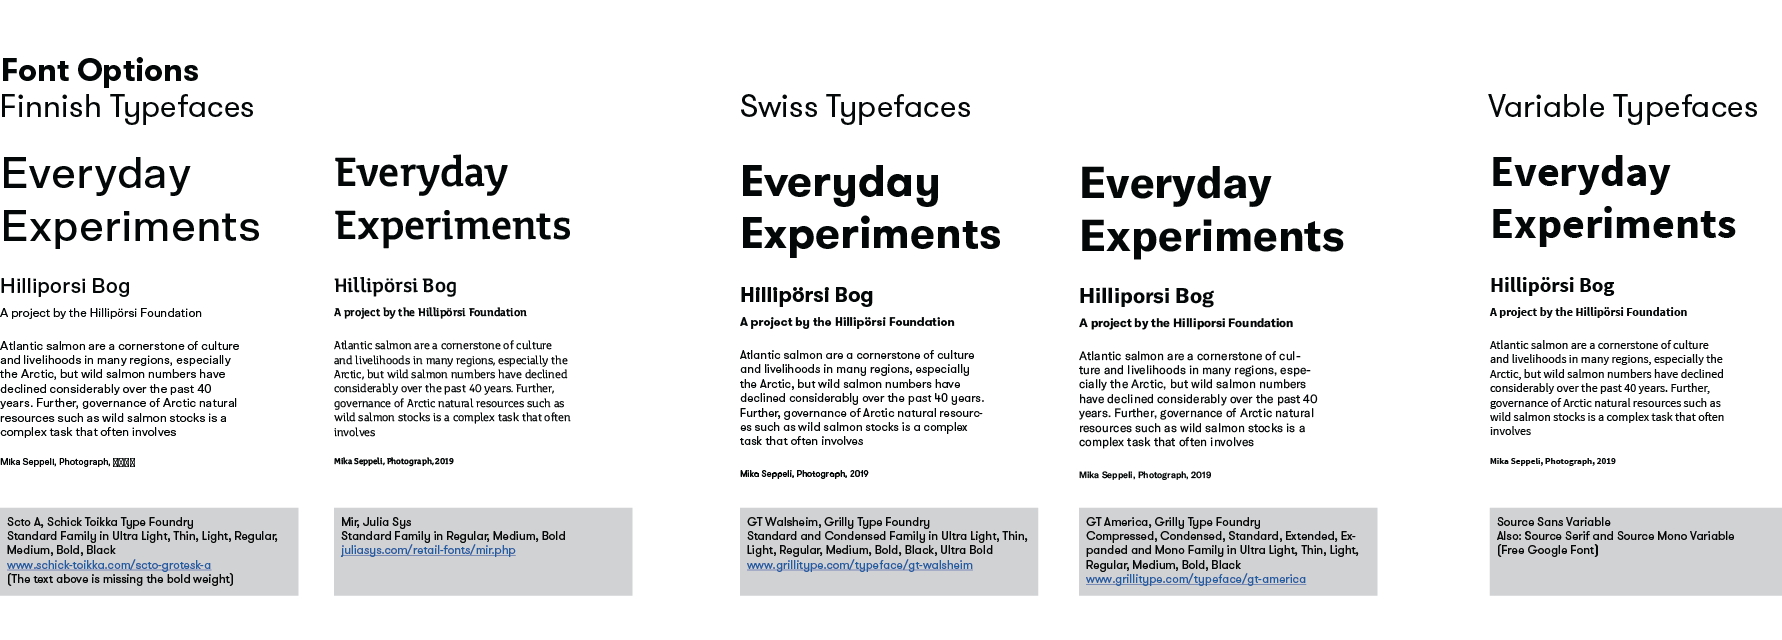 Font Options
Finnish Typefaces
Everyday
Experiments
Hilliporsi Bog
A project by the Hillipörsi Foundation
Atlantic salmon are a cornerstone of culture
and livelihoods in many regions, especially
the Arctic, but wild salmon numbers have
declined considerably over the past 40
years. Further, governance of Arctic natural
resources such as wild salmon stocks is a
complex task that often involves
Mika Seppeli, Photograph,
Scto A, Schick Toikka Type Foundry
Standard Family in Ultra Light, Thin, Light, Regular,
Medium, Bold, Black
www.schick-toikka.com/scto-grotesk-a
(The text above is missing the bold weight)
Everyday
Experiments
Hillipörsi Bog
A project by the Hillipörsi Foundation
Atlantic salmon are a cornerstone of culture
and livelihoods in many regions, especially the
Arctic, but wild salmon numbers have declined
considerably over the past 40 years. Further,
governance of Arctic natural resources such as
wild salmon stocks is a complex task that often
involves
Mika Seppeli, Photograph, 2019
Mir, Julia Sys
Standard Family in Regular, Medium, Bold
juliasys.com/retail-fonts/mir.php
Swiss Typefaces
Everyday
Experiments
Hillipörsi Bog
A project by the Hillipörsi Foundation
Atlantic salmon are a cornerstone of culture
and livelihoods in many regions, especially
the Arctic, but wild salmon numbers have
declined considerably over the past 40 years.
Further, governance of Arctic natural resourc-
es such as wild salmon stocks is a complex
task that often involves
Mika Seppeli, Photograph, 2019
GT Walsheim, Grilly Type Foundry
Standard and Condensed Family in Ultra Light, Thin,
Light, Regular, Medium, Bold, Black, Ultra Bold
www.grillitype.com/typeface/gt-walsheim
Everyday
Experiments
Hilliporsi Bog
A project by the Hilliporsi Foundation
Atlantic salmon are a cornerstone of cul-
ture and livelihoods in many regions, espe-
cially the Arctic, but wild salmon numbers
have declined considerably over the past 40
years. Further, governance of Arctic natural
resources such as wild salmon stocks is a
complex task that often involves
Mika Seppeli, Photograph, 2019
GT America, Grilly Type Foundry
Compressed, Condensed, Standard, Extended, Ex-
panded and Mono Family in Ultra Light, Thin, Light,
Regular, Medium, Bold, Black
www.grillitype.com/typeface/gt-america
Variable Typefaces
Everyday
Experiments
Hillipörsi Bog
A project by the Hillipörsi Foundation
Atlantic salmon are a cornerstone of culture
and livelihoods in many regions, especially the
Arctic, but wild salmon numbers have declined
considerably over the past 40 years. Further,
governance of Arctic natural resources such as
wild salmon stocks is a complex task that often
involves
Mika Seppeli, Photograph, 2019
Source Sans Variable
Also: Source Serif and Source Mono Variable
(Free Google Font)